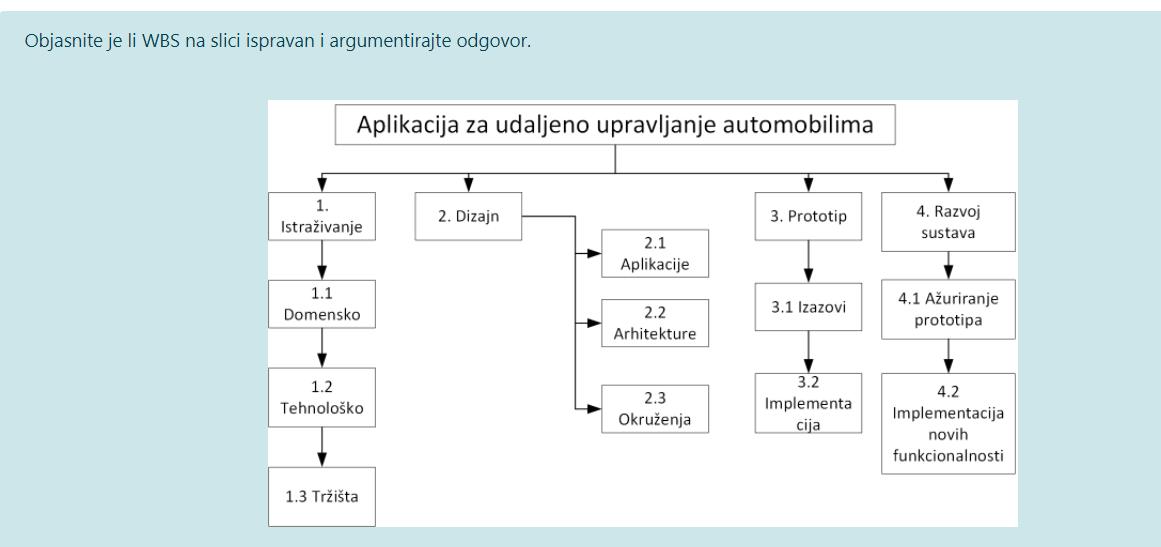 Objasnite je li WBS na slici ispravan i argumentirajte odgovor.
Aplikacija za udaljeno upravljanje automobilima
1.
Istraživanje
1.1
Domensko
1.2
Tehnološko
1.3 Tržišta
2. Dizajn
2.1
Aplikacije
2.2
Arhitekture
2.3
Okruženja
3. Prototip
3.1 Izazovi
3.2
Implementa
cija
4. Razvoj
sustava
4.1 Ažuriranje
prototipa
4.2
Implementacija
novih
funkcionalnosti